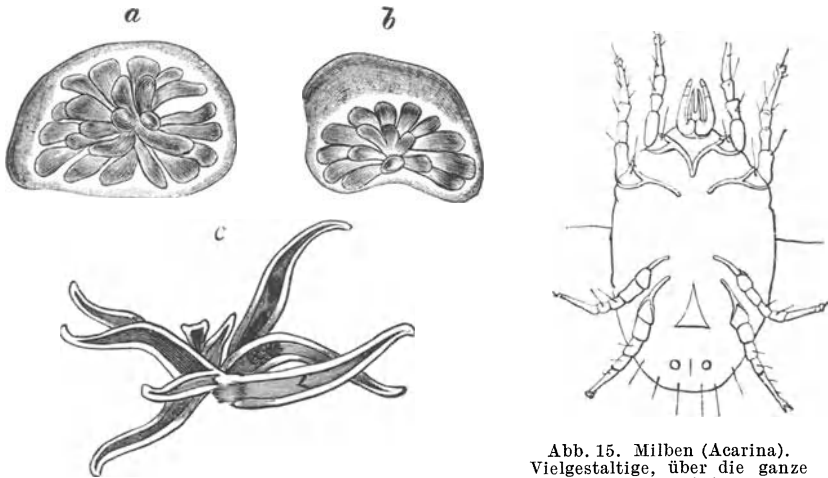 a
b
c
Abb. 15. Milben (Acarina).
Vielgestaltige, über die ganze